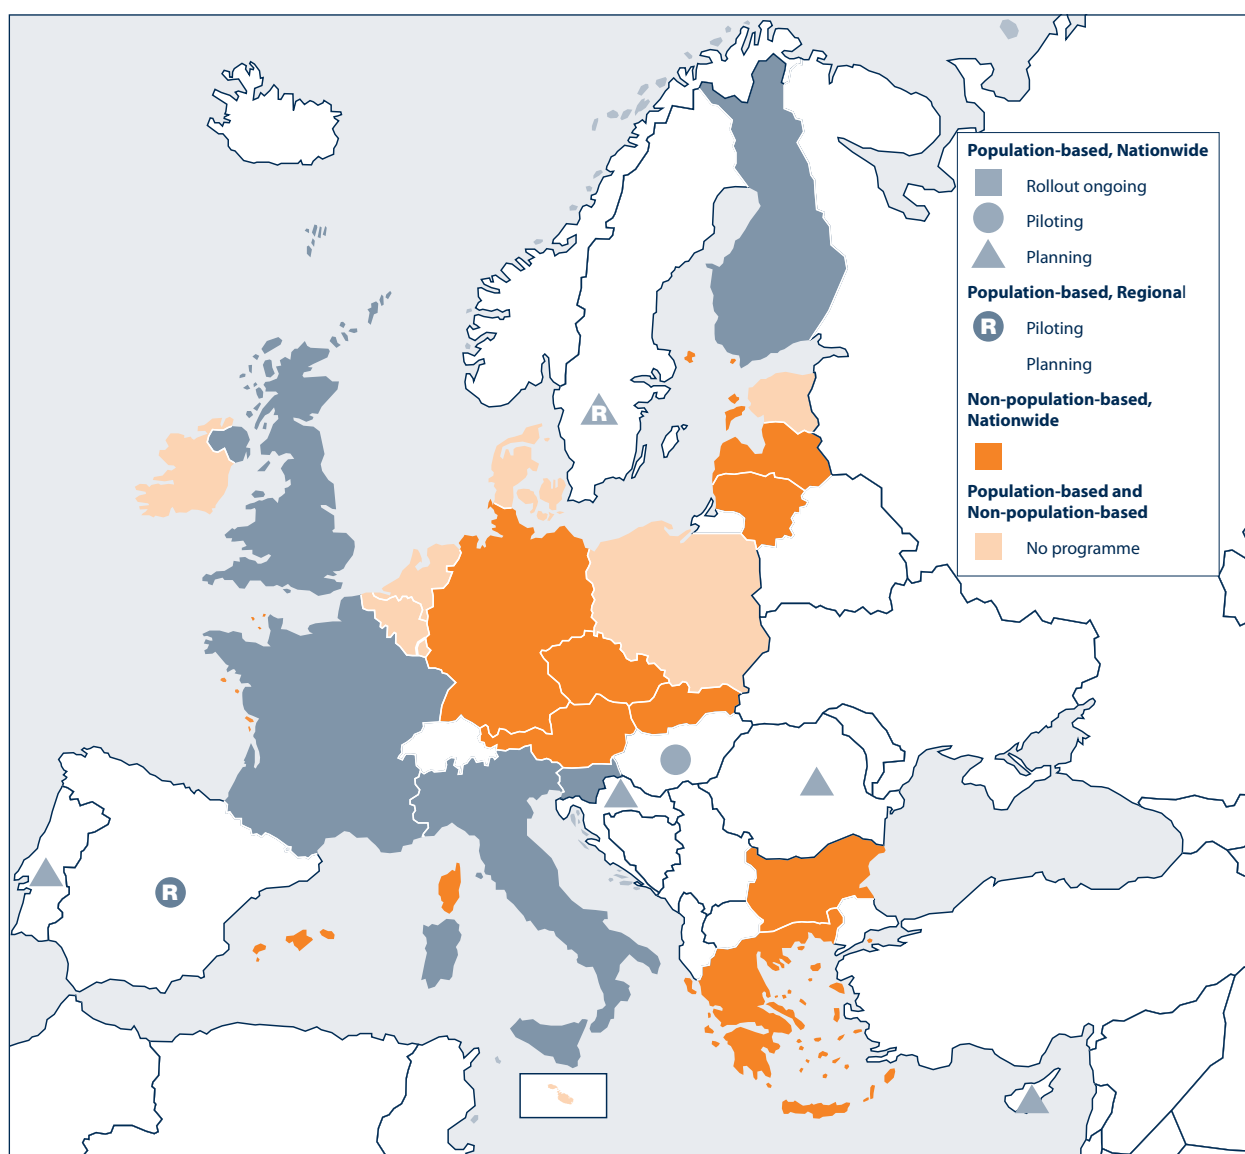 Population-based, Nationwide
Rollout ongoing
Piloting
Planning
Population-based, Regional
R Piloting
Planning
Non-population-based,
Nationwide
Population-based and
Non-population-based
No programme
R
R